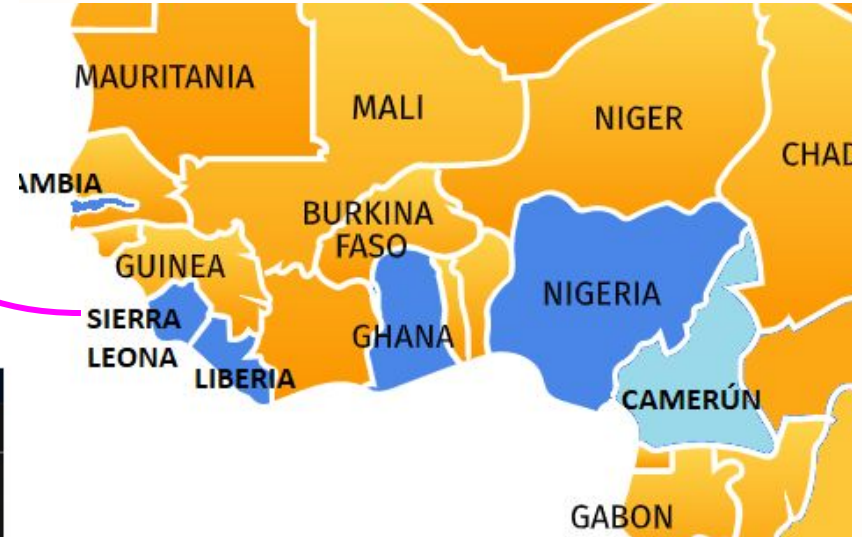 MAURITANIA
MALI
NIGER
CHAD
AMBIA
BURKINA
FASO
GUINEA
NIGERIA
SIERRA
LEONA
GHANA
LIBERIA
CAMERÚN
GABON